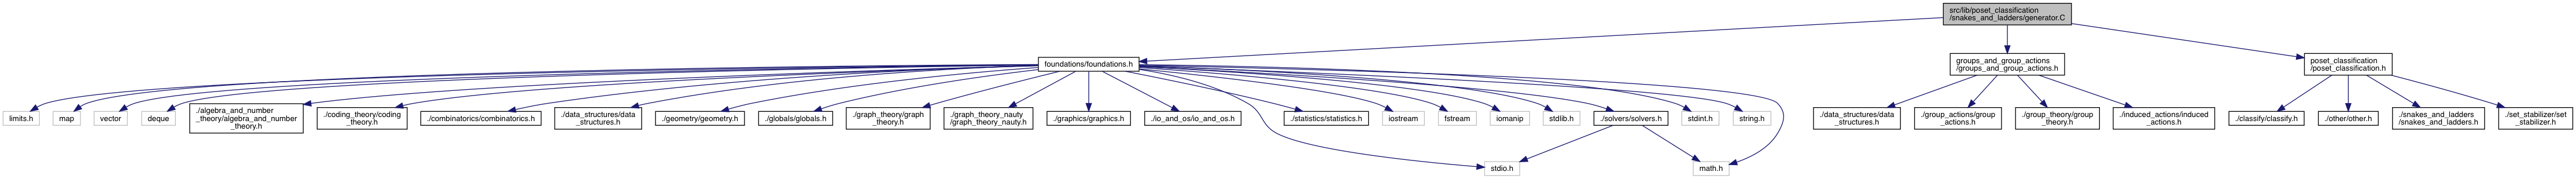 src/lib/poset_classification
/snakes_and_ladders/generator.C
foundations/foundations.h
groups_and_group_actions
/groups_and_group_actions.h
poset_classification
/poset_classification.h
limits.h
map
vector
deque
./algebra_and_number
_theory/algebra_and_number
_theory.h
./coding_theory/coding
_theory.h
./combinatorics/combinatorics.h
./data_structures/data
_structures.h
./geometry/geometry.h
./globals/globals.h
./graph_theory/graph
_theory.h
./graph_theory_nauty
/graph_theory_nauty.h
./graphics/graphics.h
./io_and_os/io_and_os.h
./statistics/statistics.h
iostream
fstream
iomanip
stdlib.h
./solvers/solvers.h
stdint.h
string.h
./data_structures/data
_structures.h
./group_actions/group
_actions.h
./group_theory/group
_theory.h
./induced_actions/induced
_actions.h
./classify/classify.h
./other/other.h
./snakes_and_ladders
/snakes_and_ladders.h
./set_stabilizer/set
_stabilizer.h
stdio.h
math.h